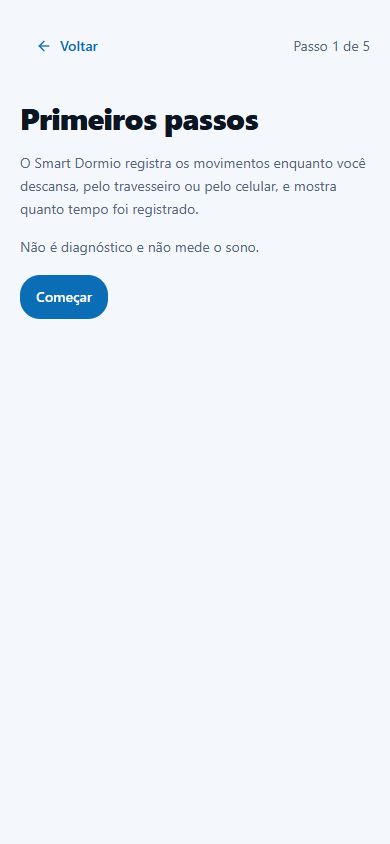 Voltar
Passo 1 de 5
Primeiros passos
O Smart Dormio registra os movimentos enquanto você
descansa, pelo travesseiro ou pelo celular, e mostra
quanto tempo foi registrado.
Não é diagnóstico e não mede o sono.
Começar